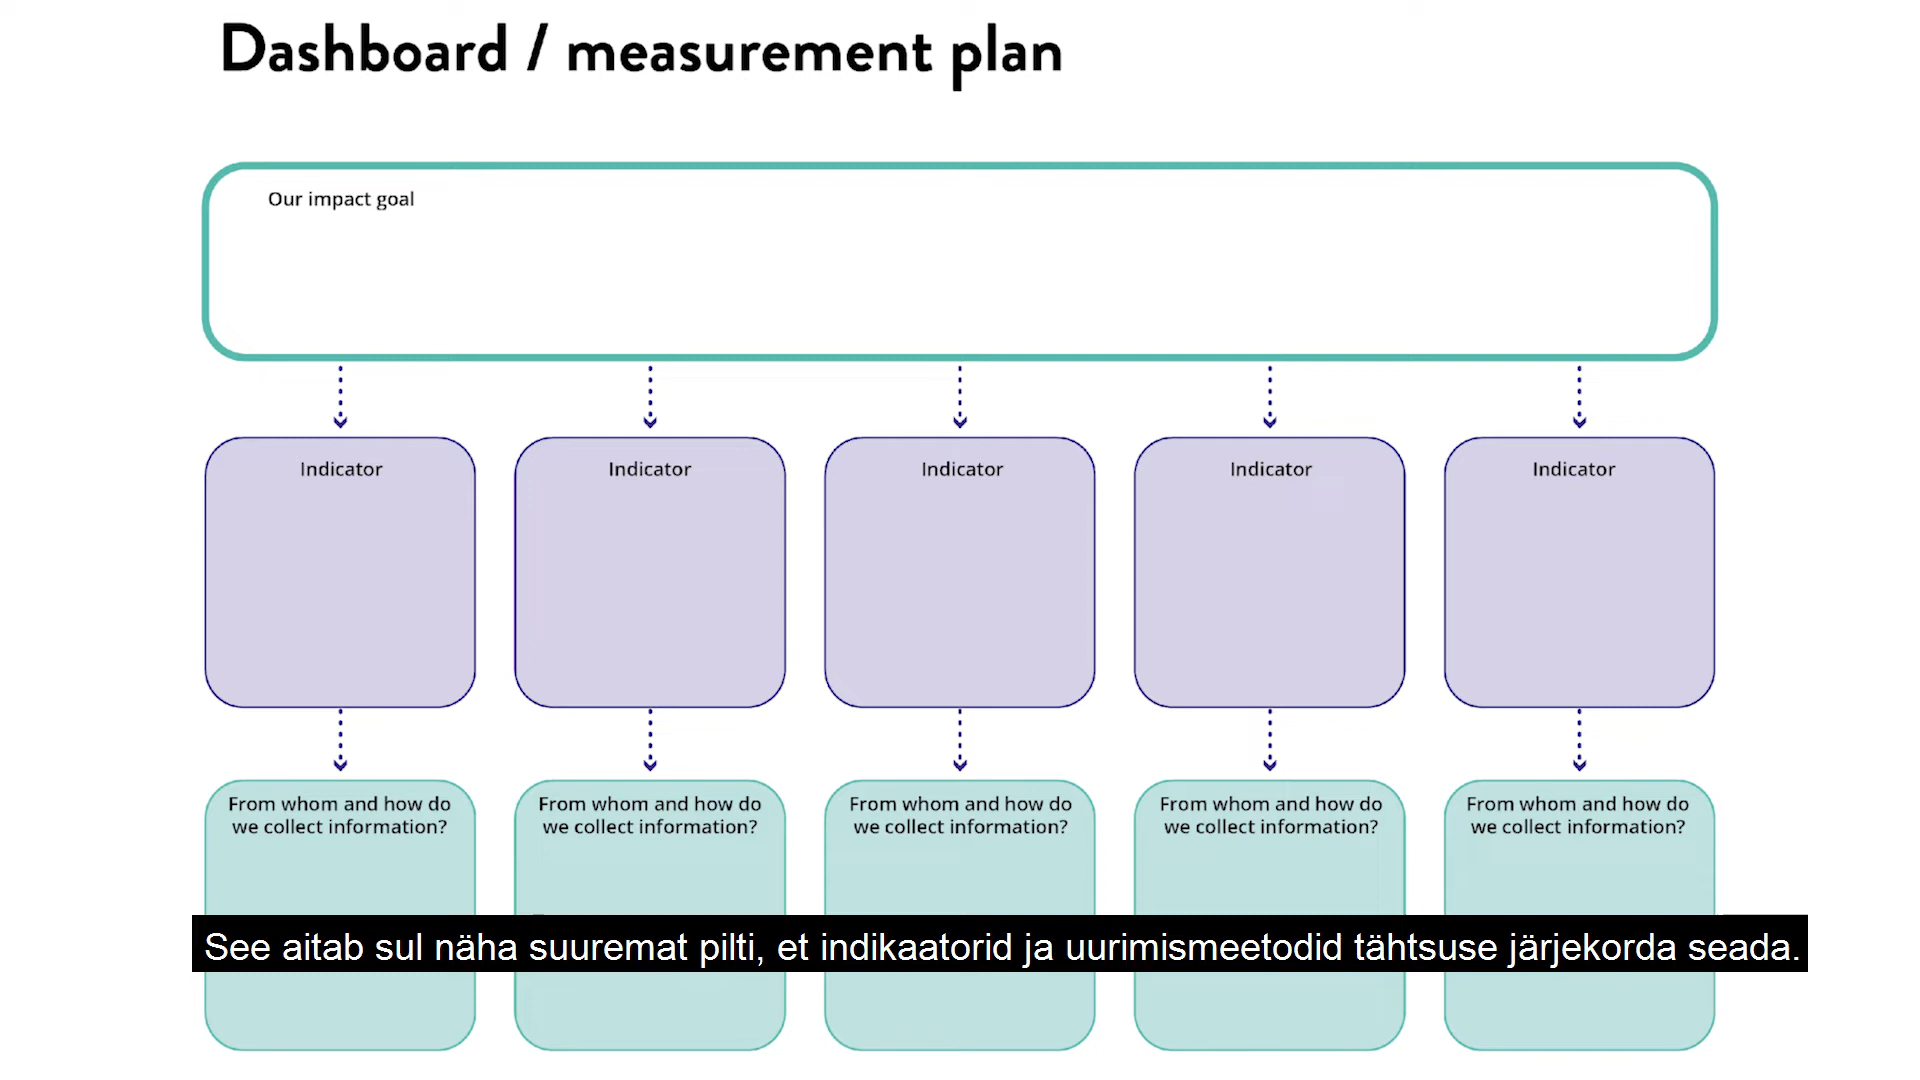 Dashboard / measurement plan
Our impact goal
Indicator
Indicator
Indicator
Indicator
Indicator
From whom and how do
we collect information?
From whom and how do
we collect information?
From whom and how do
we collect information?
From whom and how do
we collect information?
From whom and how do
we collect information?
See aitab sul näha suuremat pilti, et indikaatorid ja uurimismeetodid tähtsuse järjekorda seada.